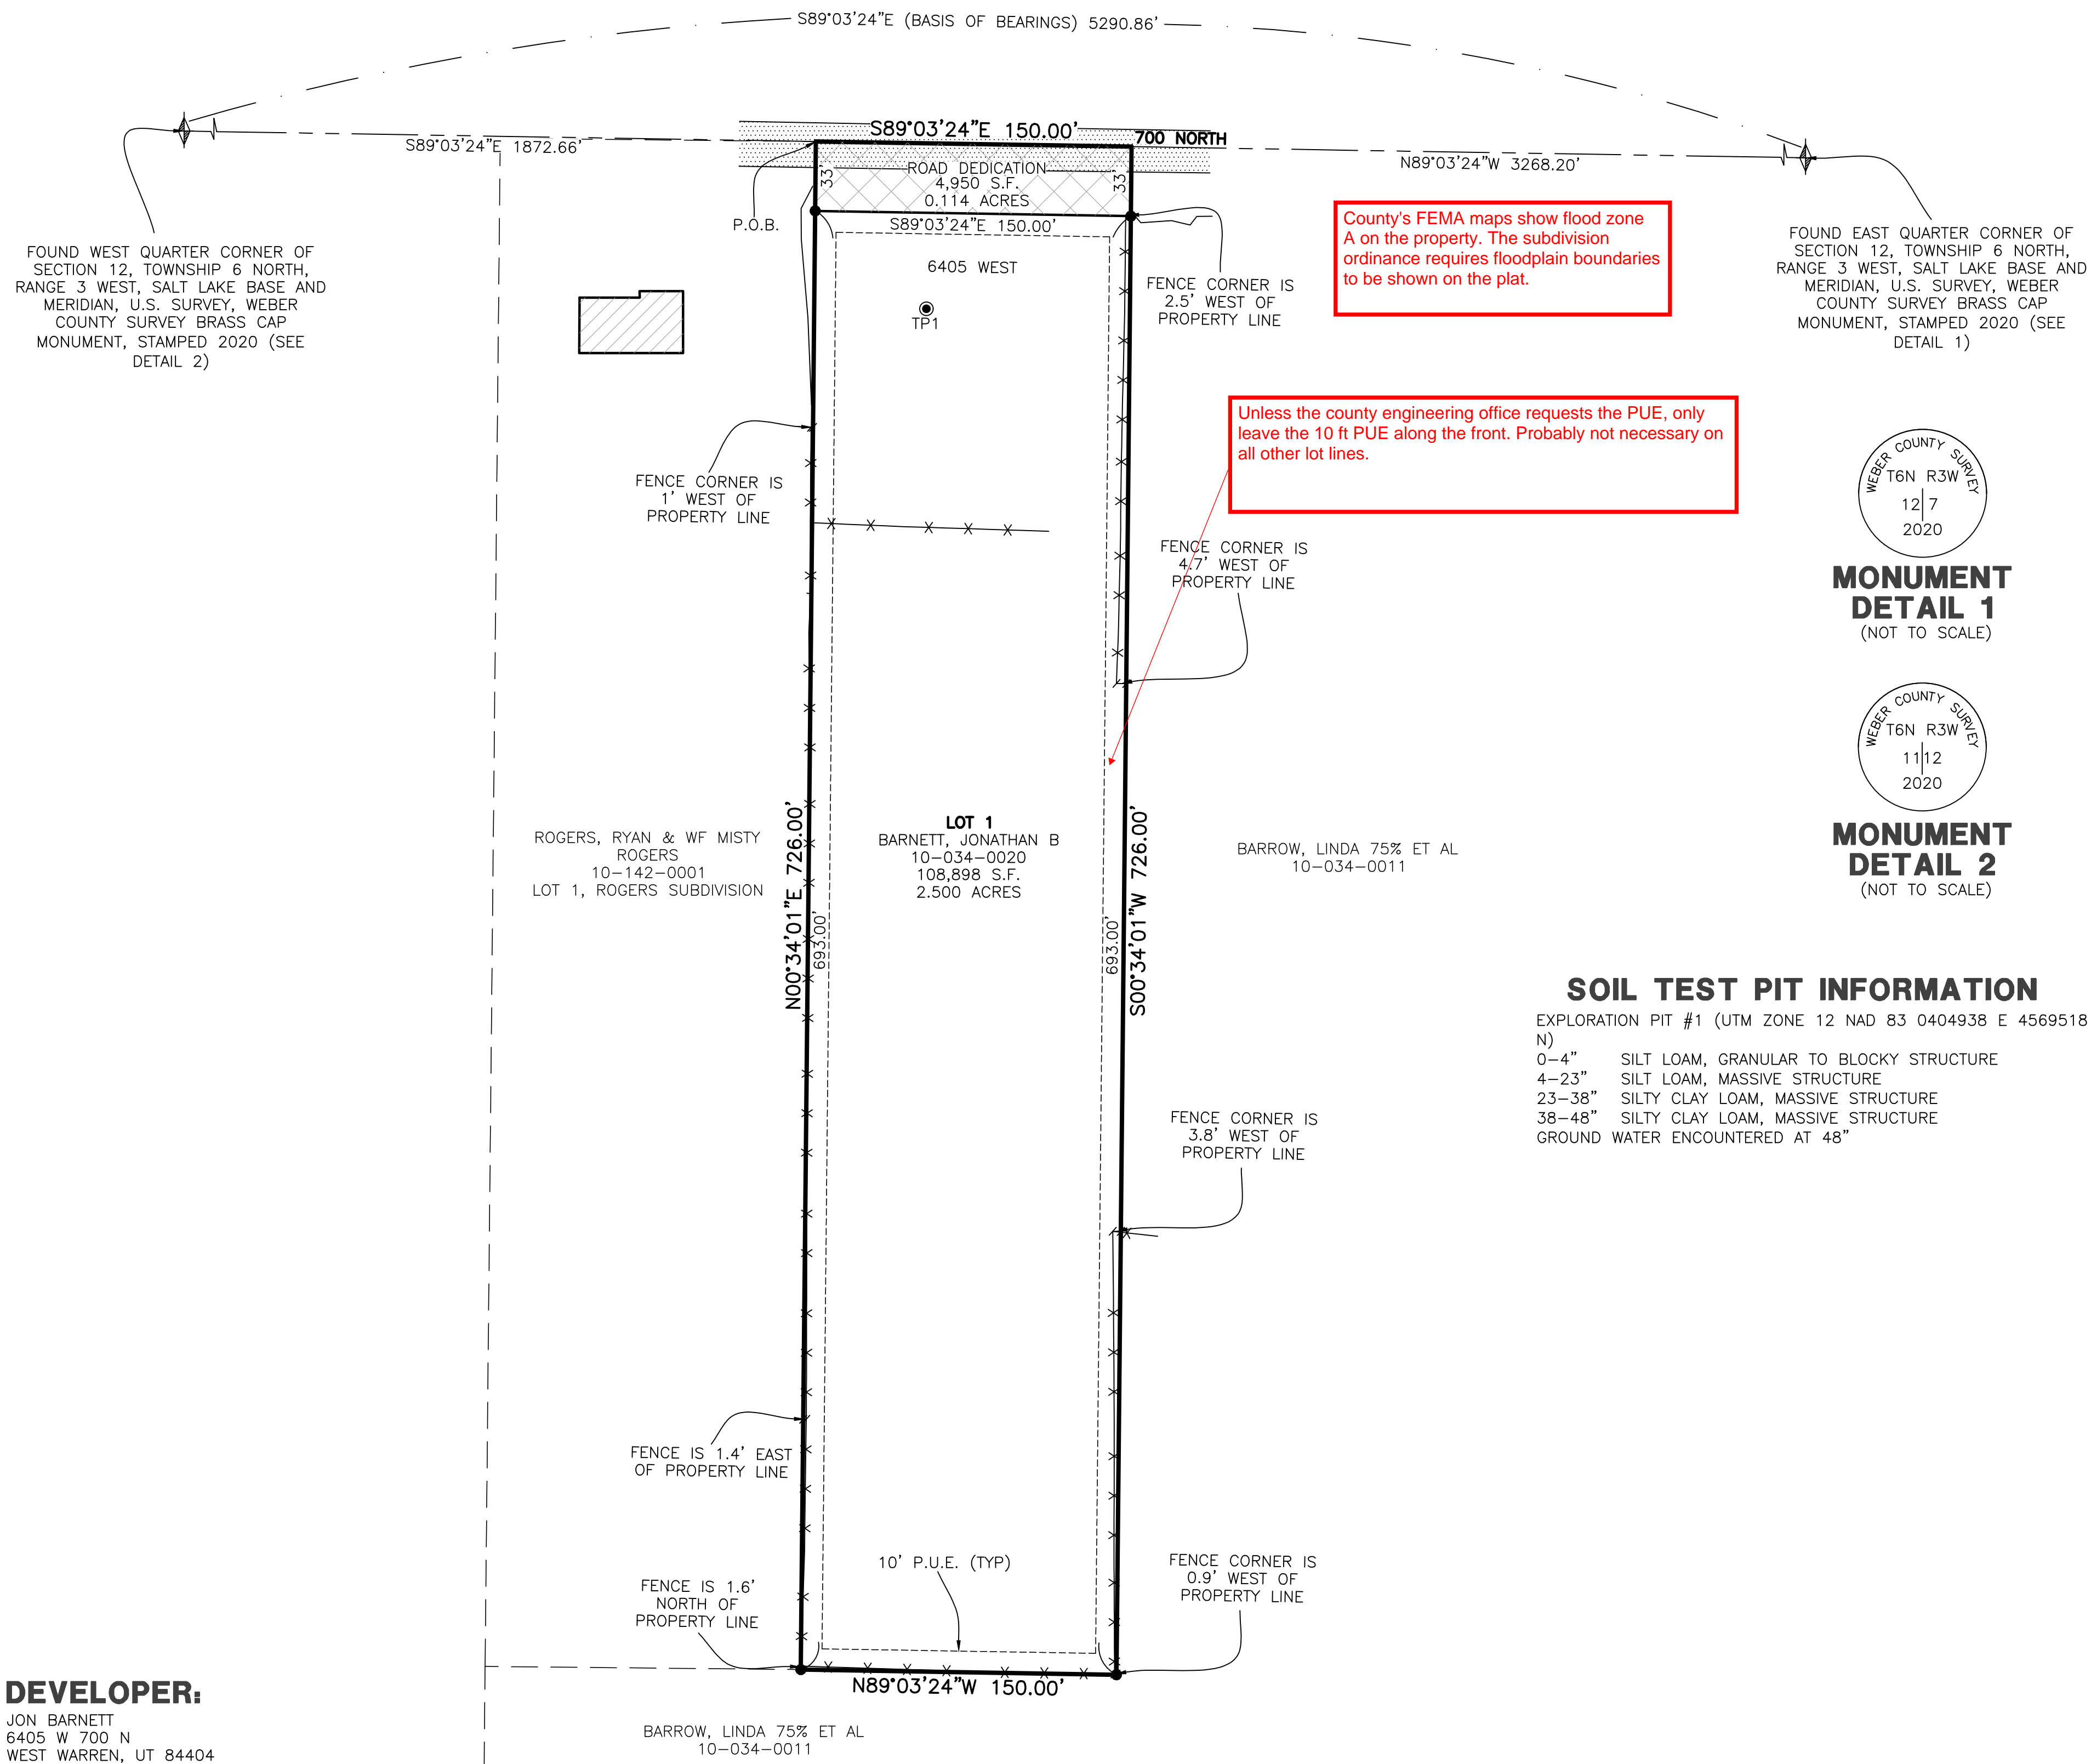 S89°03'24"E (BASIS OF BEARINGS) 5290.86'
S89°03'24"E 1872.66'
S89°03'24"E 150.00'
700 NORTH
N89°03'24"W 3268.20'
33'
ROAD DEDICATION
4,950 S.F.
0.114 ACRES
33'
P.O.B.
S89°03'24"E 150.00'
FOUND WEST QUARTER CORNER OF
SECTION 12, TOWNSHIP 6 NORTH,
RANGE 3 WEST, SALT LAKE BASE AND
MERIDIAN, U.S. SURVEY, WEBER
COUNTY SURVEY BRASS CAP
MONUMENT, STAMPED 2020 (SEE
DETAIL 2)
6405 WEST
TP1
FENCE CORNER IS
2.5' WEST OF
PROPERTY LINE
County's FEMA maps show flood zone
A on the property. The subdivision
ordinance requires floodplain boundaries
to be shown on the plat.
FOUND EAST QUARTER CORNER OF
SECTION 12, TOWNSHIP 6 NORTH,
RANGE 3 WEST, SALT LAKE BASE AND
MERIDIAN, U.S. SURVEY, WEBER
COUNTY SURVEY BRASS CAP
MONUMENT, STAMPED 2020 (SEE
DETAIL 1)
Unless the county engineering office requests the PUE, only
leave the 10 ft PUE along the front. Probably not necessary on
all other lot lines.
FENCE CORNER IS
1' WEST OF
PROPERTY LINE
FENCE CORNER IS
4.7' WEST OF
PROPERTY LINE
WEBER COUNTY SURVEY
T6N R3W
12 7
2020
MONUMENT
DETAIL 1
(NOT TO SCALE)
WEBER COUNTY SURVEY
T6N R3W
11 12
2020
MONUMENT
DETAIL 2
(NOT TO SCALE)
ROGERS, RYAN & WF MISTY
ROGERS
10-142-0001
LOT 1, ROGERS SUBDIVISION
N00°34'01"E 726.00'
693.00'
LOT 1
BARNETT, JONATHAN B
10-034-0020
108,898 S.F.
2.500 ACRES
693.00'
S00°34'01"W 726.00'
BARROW, LINDA 75% ET AL
10-034-0011
SOIL TEST PIT INFORMATION
EXPLORATION PIT #1 (UTM ZONE 12 NAD 83 0404938 E 4569518
N)
0-4" SILT LOAM, GRANULAR TO BLOCKY STRUCTURE
4-23" SILT LOAM, MASSIVE STRUCTURE
23-38" SILTY CLAY LOAM, MASSIVE STRUCTURE
38-48" SILTY CLAY LOAM, MASSIVE STRUCTURE
GROUND WATER ENCOUNTERED AT 48"
FENCE CORNER IS
3.8' WEST OF
PROPERTY LINE
FENCE IS 1.4' EAST
OF PROPERTY LINE
10' P.U.E. (TYP)
FENCE IS 1.6'
NORTH OF
PROPERTY LINE
FENCE CORNER IS
0.9' WEST OF
PROPERTY LINE
N89°03'24"W 150.00'
BARROW, LINDA 75% ET AL
10-034-0011
DEVELOPER:
JON BARNETT
6405 W 700 N
WEST WARREN, UT 84404